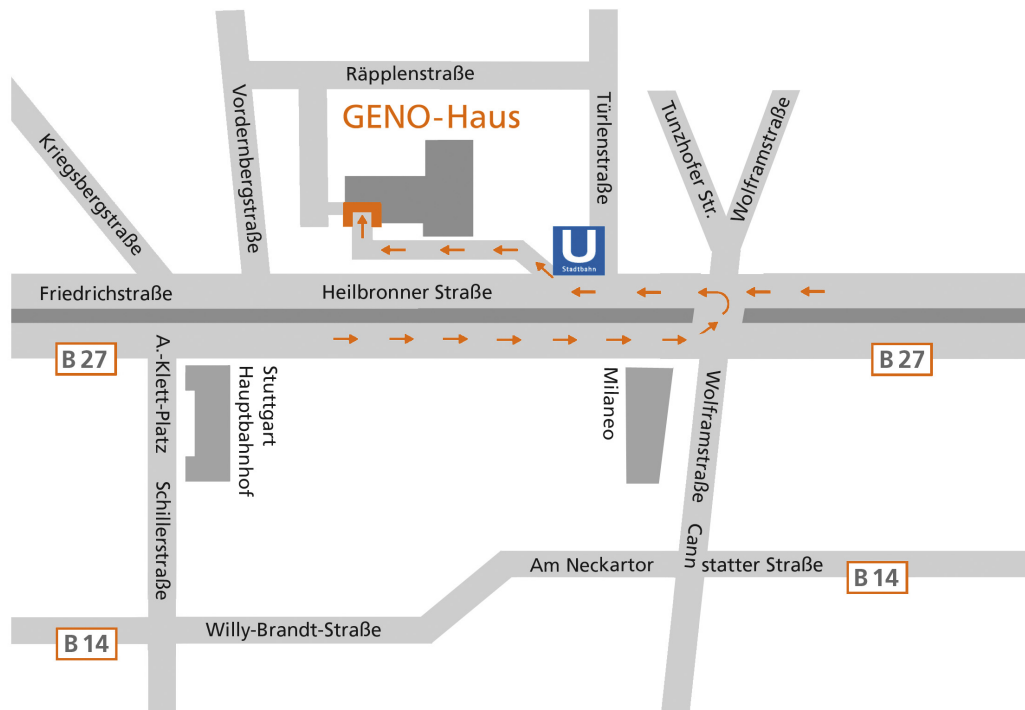 Räpplenstraße
GENO-Haus
Kriegsbergstraße
Vordernbergstraße
Türlenstraße
Tunzhofer Str.
Wolframstraße
U
Stadtbahn
Friedrichstraße
Heilbronner Straße
B 27
B 27
A.-Klett-Platz
Stuttgart
Hauptbahnhof
Milaneo
Wolframstraße
Schillerstraße
Cann
Am Neckartor
statter Straße
B 14
Willy-Brandt-Straße
B 14